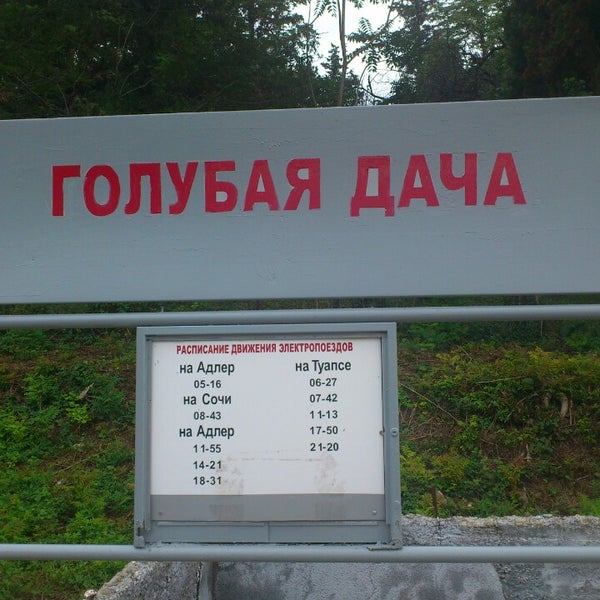 ГОЛУБАЯ ДАЧА
РАСПИСАНИЕ ДВИЖЕНИЯ ЭЛЕКТРОПОЕЗДОВ
на Адлер
05-16
на Сочи
08-43
на Адлер
11-55
14-21
18-31
на Туапсе
06-27
07-42
11-13
17-50
21-20